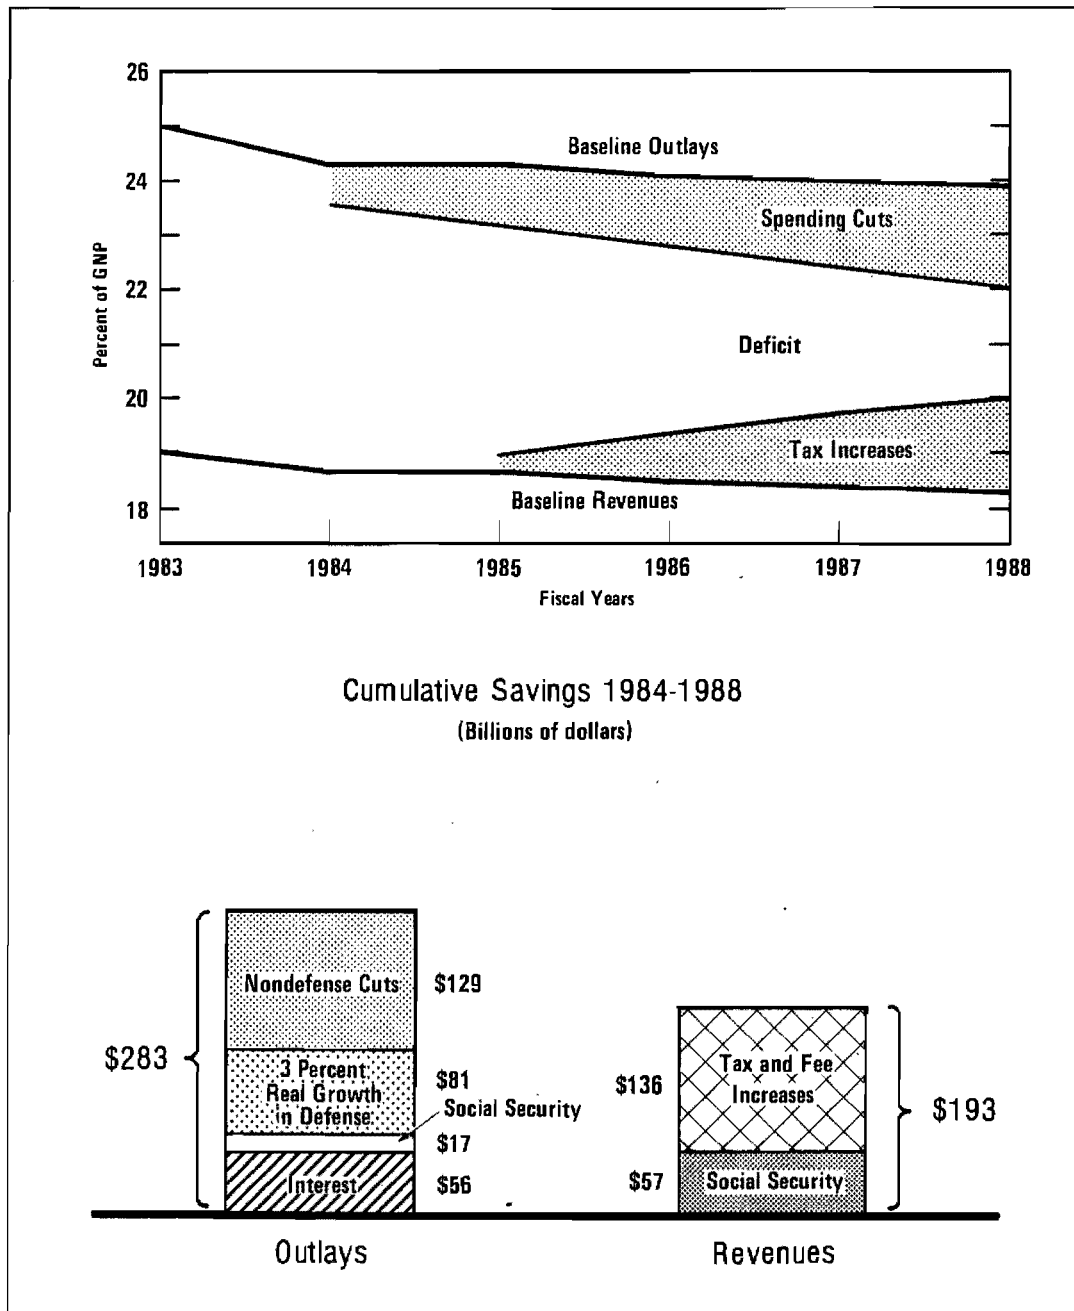 26
24
22
20
18
Percent of GNP
Baseline Outlays
Spending Cuts
Deficit
Tax Increases
Baseline Revenues
1983 1984 1985 1986 1987 1988
Fiscal Years
Cumulative Savings 1984-1988
(Billions of dollars)
$283
Nondefense Cuts
$129
3 Percent
Real Growth
in Defense
$81
Social Security
$17
Interest
$56
Outlays
$136
Tax and Fee
Increases
$193
$57
Social Security
Revenues